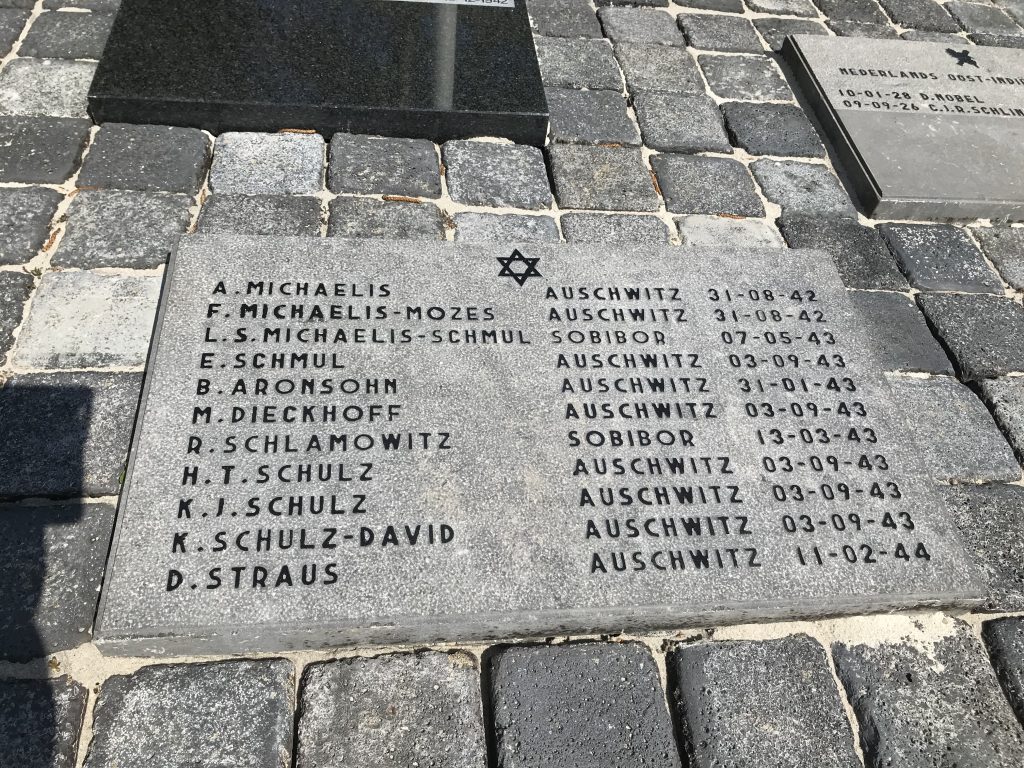 NEDERLANDS OOST-INDIË
10-01-28 D.NOBEL
09-09-26
A.MICHAELIS AUSCHWITZ 31-08-42
F.MICHAELIS-MOZES AUSCHWITZ 31-08-42
L.S.MICHAELIS-SCHMUL SOBIBOR 07-05-43
E.SCHMUL AUSCHWITZ 03-09-43
B.ARONSOHN AUSCHWITZ 31-01-43
M.DIECKHOFF AUSCHWITZ 03-09-43
R.SCHLAMOWITZ SOBIBOR 13-03-43
H.T.SCHULZ AUSCHWITZ 03-09-43
K.J.SCHULZ AUSCHWITZ 03-09-43
K.SCHULZ-DAVID AUSCHWITZ 03-09-43
D.STRAUS AUSCHWITZ 11-02-44